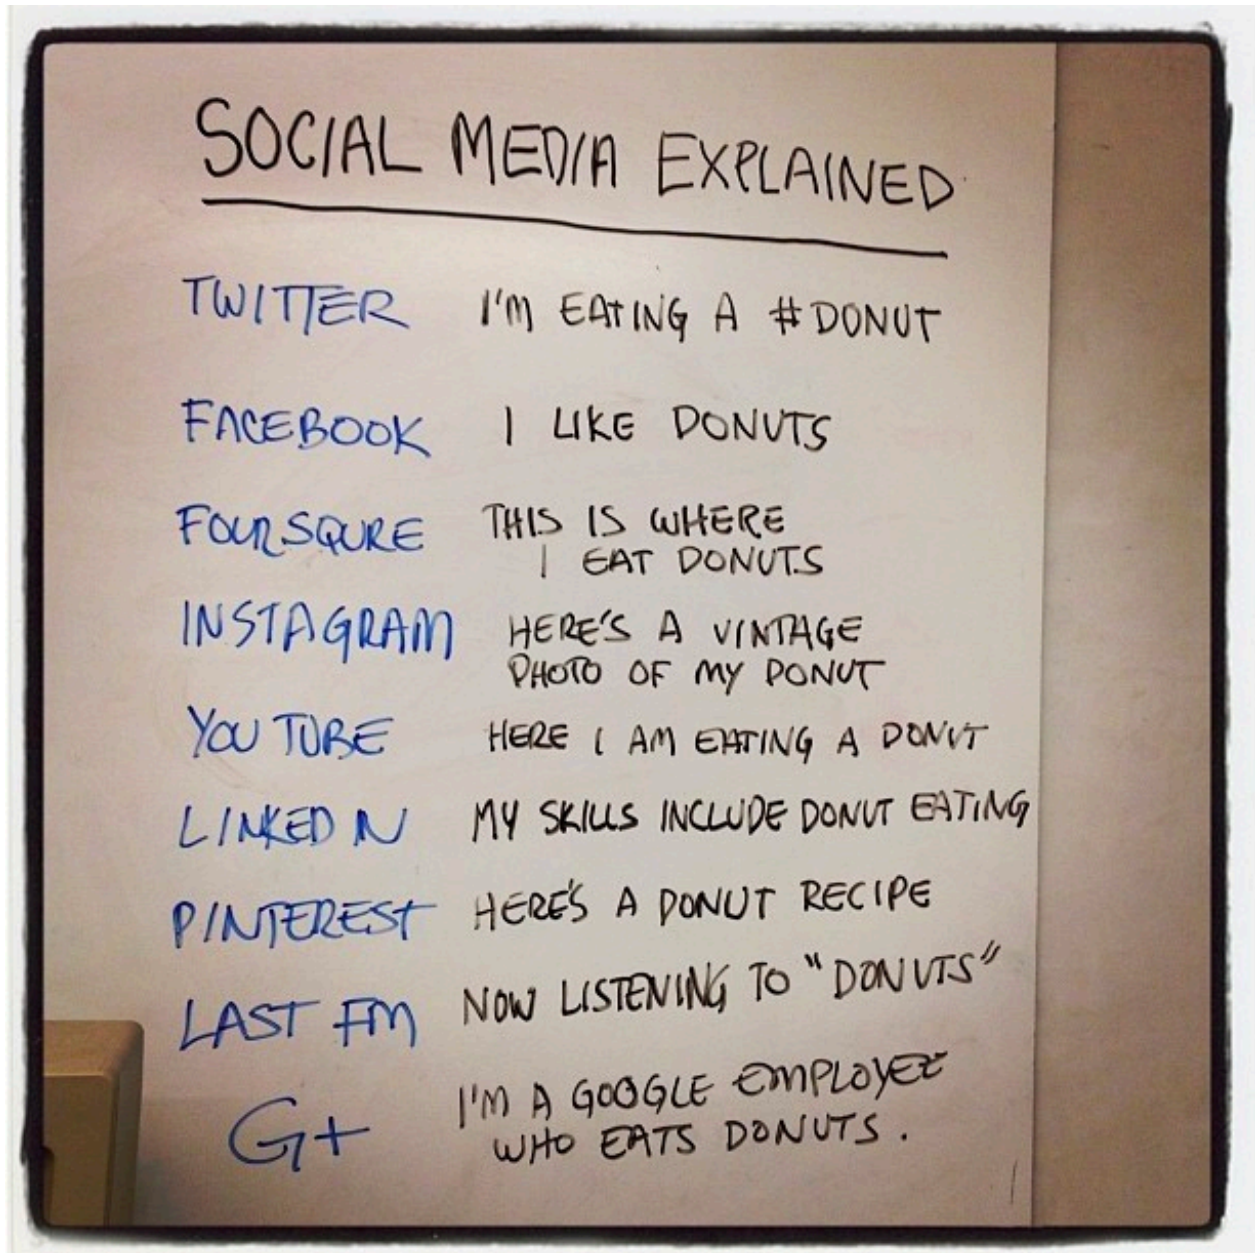 SOCIAL MEDIA EXPLAINED
TWITTER I'M EATING A #DONUT
FACEBOOK I LIKE DONUTS
FOURSQURE THIS IS WHERE
I EAT DONUTS
INSTAGRAM HERE'S A VINTAGE
PHOTO OF MY DONUT
YOU TUBE HERE I AM EATING A DONUT
LINKED IN MY SKILLS INCLUDE DONUT EATING
PINTEREST HERE'S A DONUT RECIPE
LAST FM NOW LISTENING TO "DONUTS"
G+ I'M A GOOGLE EMPLOYEE
WHO EATS DONUTS.